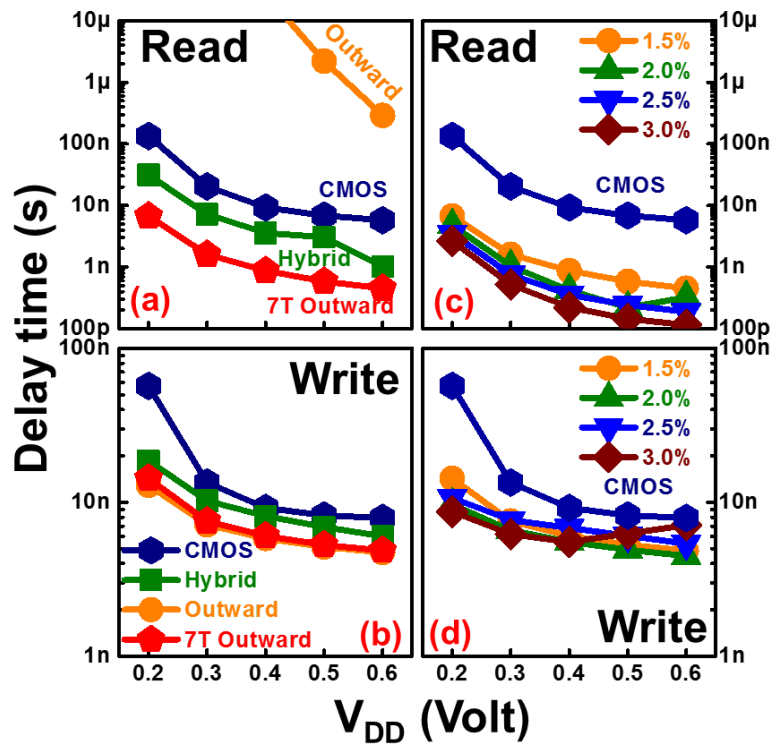 Delay time (s)
10µ
1µ
100n
10n
1n
100p
Read
Outward
CMOS
Hybrid
7T Outward
(a)
Read
1.5%
2.0%
2.5%
3.0%
CMOS
(c)
10µ
1µ
100n
10n
1n
100p
100n
10n
1n
Write
CMOS
Hybrid
Outward
7T Outward
(b)
1.5%
2.0%
2.5%
3.0%
CMOS
(d)
Write
100n
10n
1n
0.2 0.3 0.4 0.5 0.6 0.2 0.3 0.4 0.5 0.6
VDD (Volt)